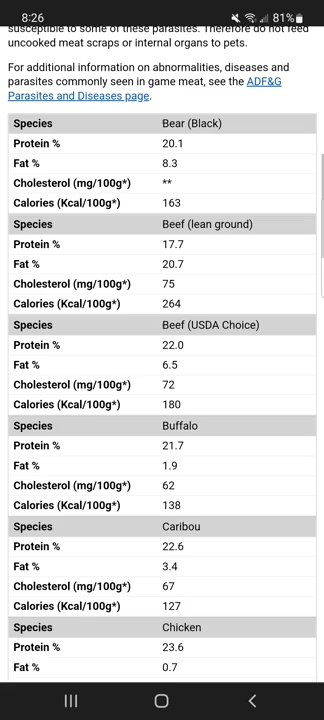 8:26
81%
susceptible to some of these parasites. Therefore do not feed
uncooked meat scraps or internal organs to pets.
For additional information on abnormalities, diseases and
parasites commonly seen in game meat, see the ADF&G
Parasites and Diseases page.
Species Bear (Black)
Protein % 20.1
Fat % 8.3
Cholesterol (mg/100g*) **
Calories (Kcal/100g*) 163
Species Beef (lean ground)
Protein % 17.7
Fat % 20.7
Cholesterol (mg/100g*) 75
Calories (Kcal/100g*) 264
Species Beef (USDA Choice)
Protein % 22.0
Fat % 6.5
Cholesterol (mg/100g*) 72
Calories (Kcal/100g*) 180
Species Buffalo
Protein % 21.7
Fat % 1.9
Cholesterol (mg/100g*) 62
Calories (Kcal/100g*) 138
Species Caribou
Protein % 22.6
Fat % 3.4
Cholesterol (mg/100g*) 67
Calories (Kcal/100g*) 127
Species Chicken
Protein % 23.6
Fat % 0.7